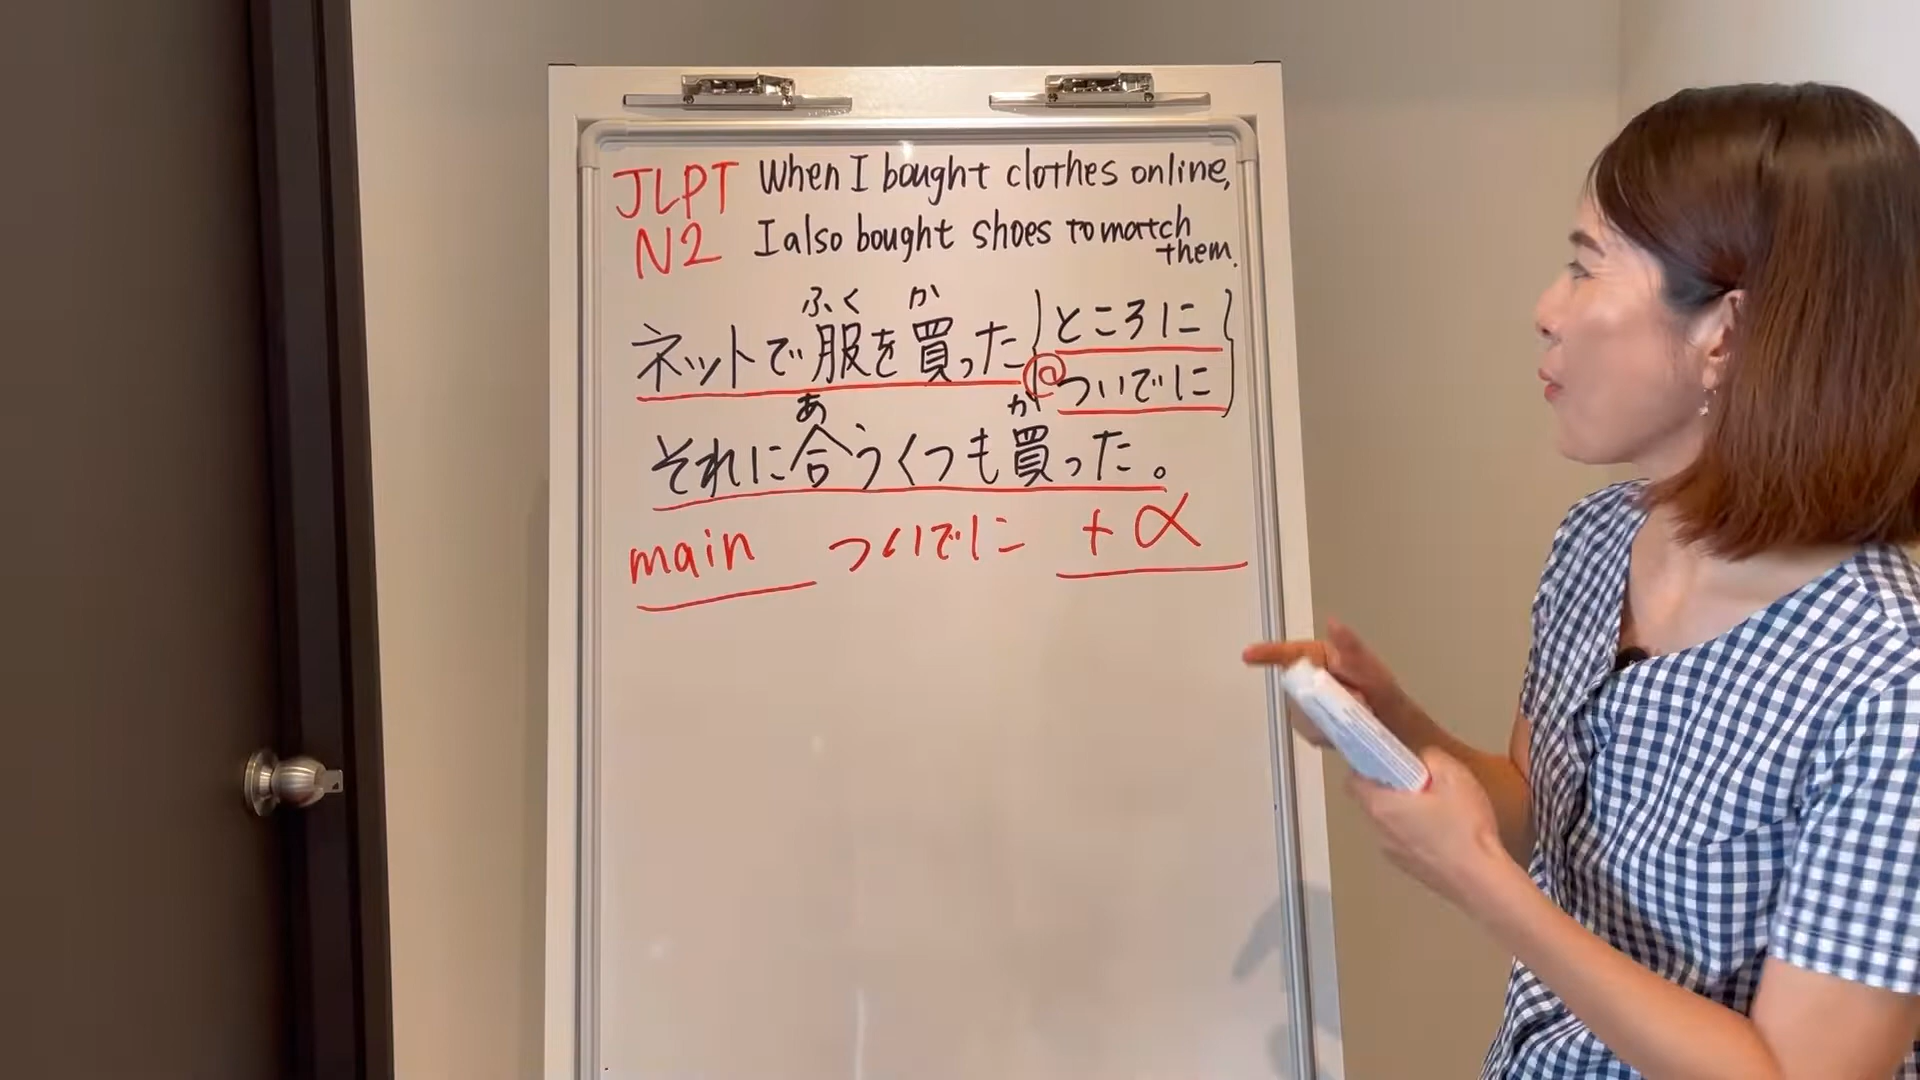 JLPT When I bought clothes online,
N2 I also bought shoes to match
them.
ふく か
ネットで服を買った{ところに}
@ついでに
あ か
それに合うくつも買った。
main ついでに +α